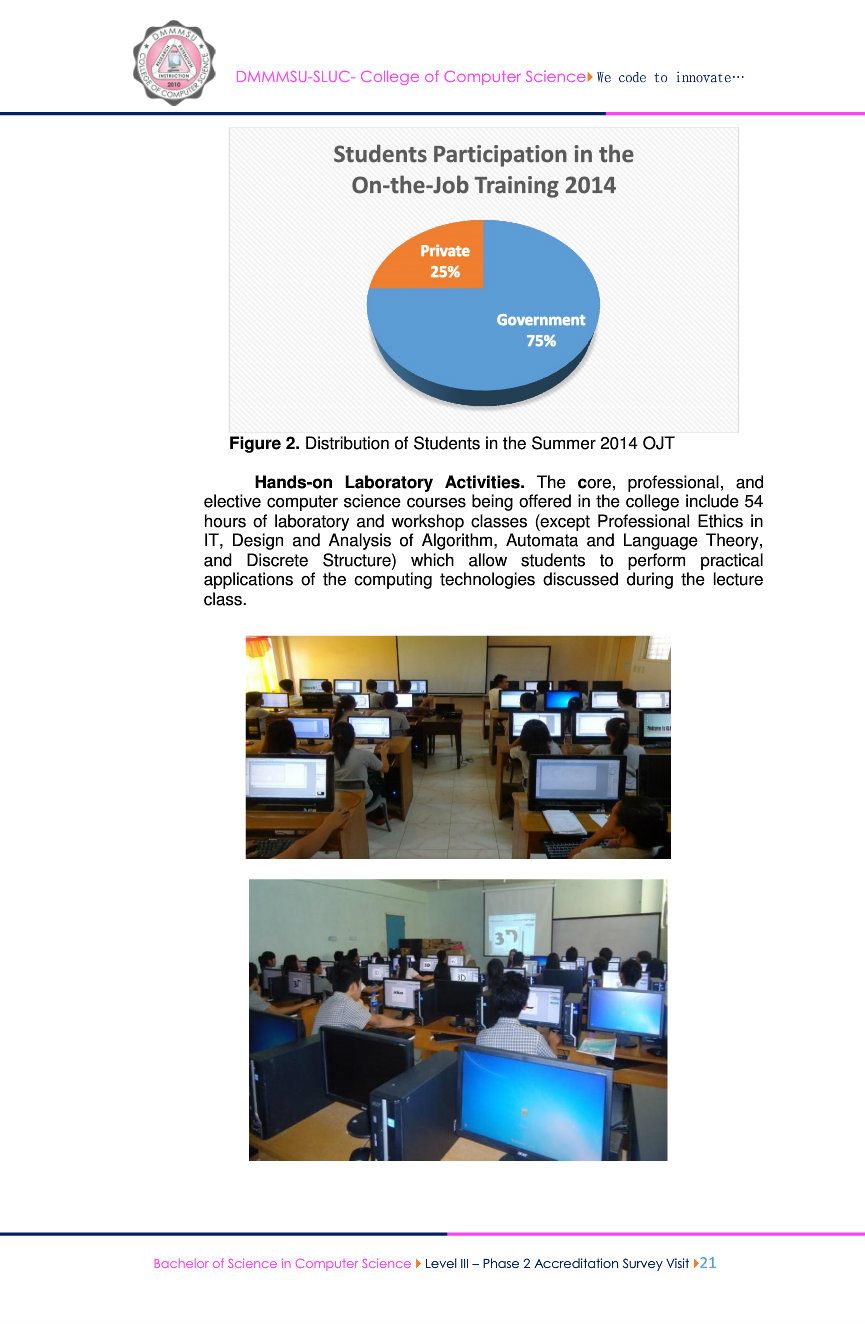 DMMMSU
COLLEGE OF COMPUTER SCIENCE
RESEARCH
EXTENSION
INSTRUCTION
2010
DMMMSU-SLUC- College of Computer Science We code to innovate…
Students Participation in the
On-the-Job Training 2014
Private
25%
Government
75%
Figure 2. Distribution of Students in the Summer 2014 OJT
Hands-on Laboratory Activities. The core, professional, and
elective computer science courses being offered in the college include 54
hours of laboratory and workshop classes (except Professional Ethics in
IT, Design and Analysis of Algorithm, Automata and Language Theory,
and Discrete Structure) which allow students to perform practical
applications of the computing technologies discussed during the lecture
class.
3D
3D
acer
Bachelor of Science in Computer Science Level III – Phase 2 Accreditation Survey Visit 21